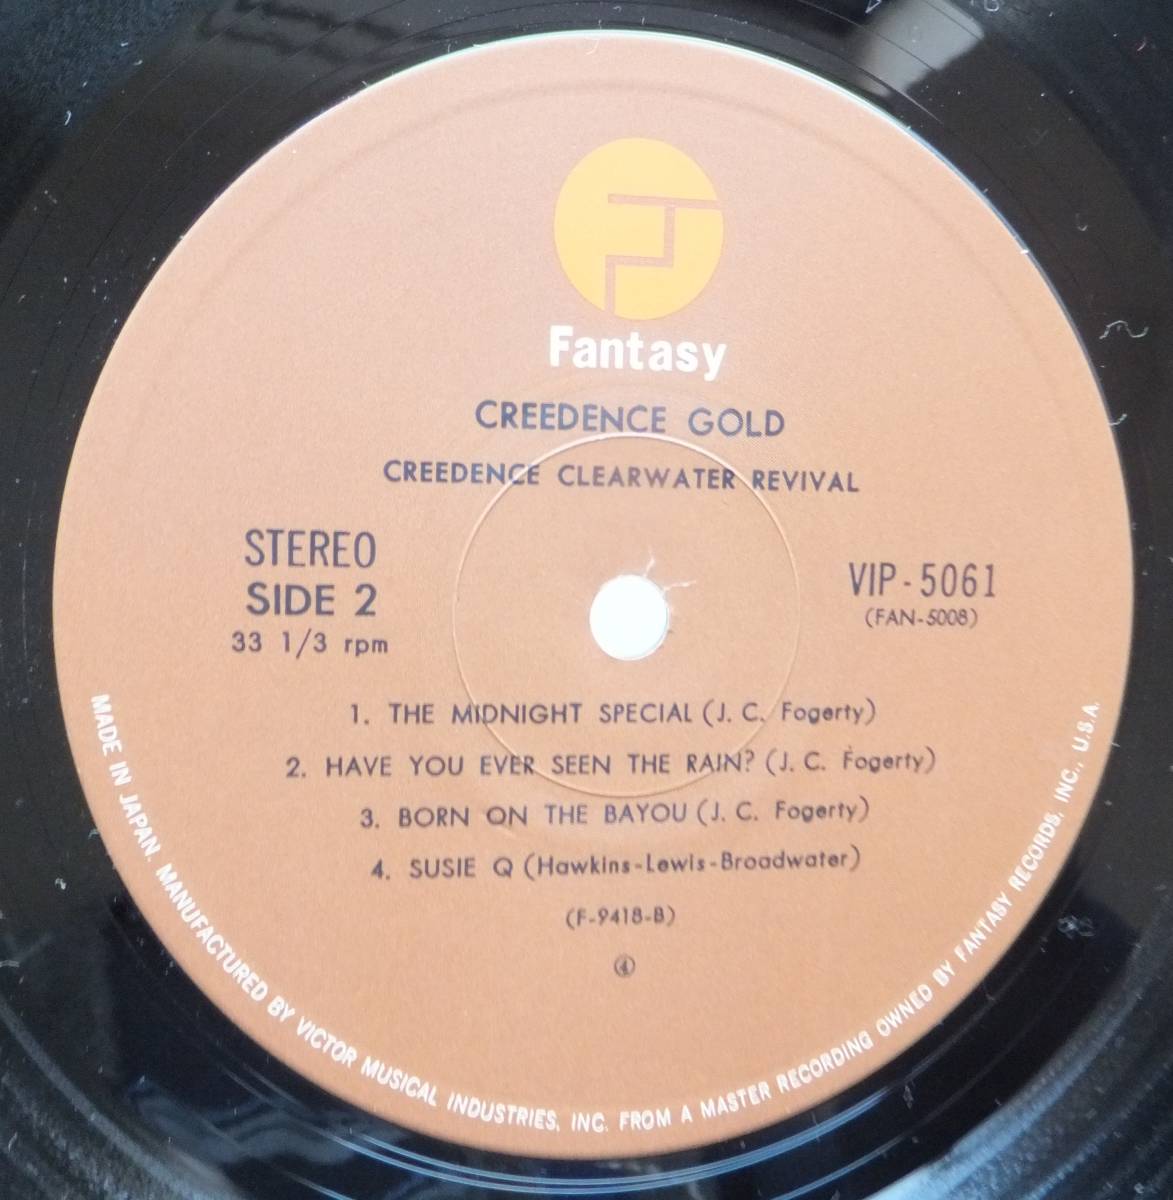 Fantasy
CREEDENCE GOLD
CREEDENCE CLEARWATER REVIVAL
STEREO
SIDE 2
33 1/3 rpm
VIP-5061
(FAN-5008)
1. THE MIDNIGHT SPECIAL (J. C. Fogerty)
2. HAVE YOU EVER SEEN THE RAIN? (J. C. Fogerty)
3. BORN ON THE BAYOU (J. C. Fogerty)
4. SUSIE Q (Hawkins-Lewis-Broadwater)
(F-9418-B)
④
MADE IN JAPAN. MANUFACTURED BY VICTOR MUSICAL INDUSTRIES, INC. FROM A MASTER RECORDING OWNED BY FANTASY RECORDS, INC., U.S.A.